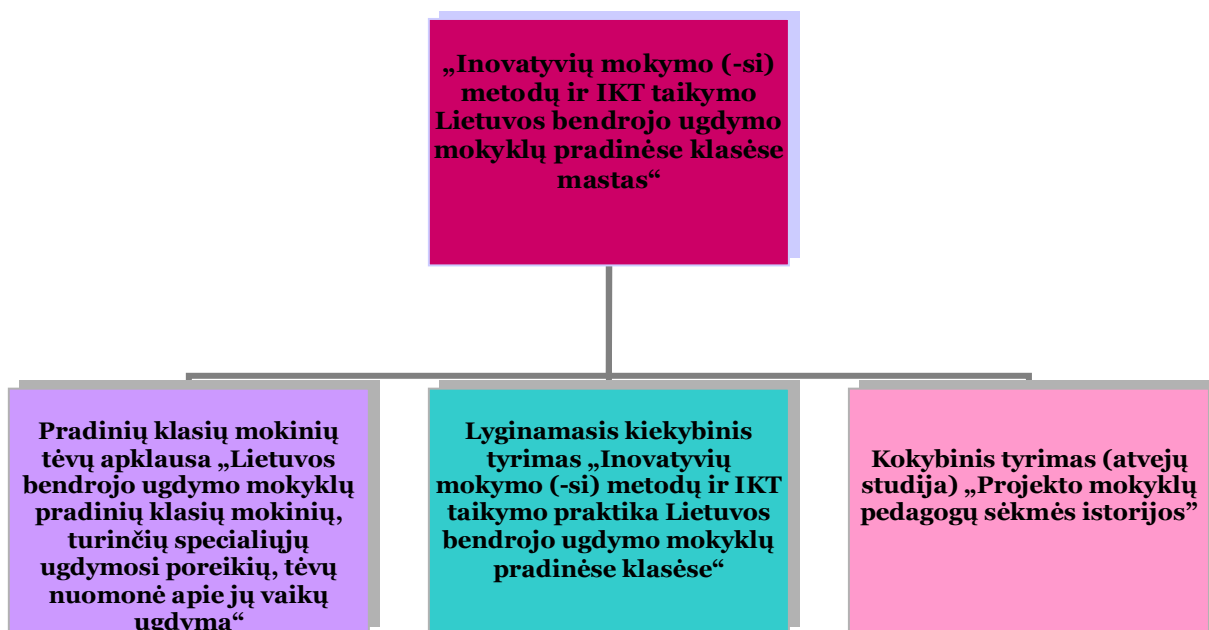 „Inovatyvių mokymo (-si)
metodų ir IKT taikymo
Lietuvos bendrojo ugdymo
mokyklų pradinėse klasėse
mastas“
Pradinių klasių mokinių
tėvų apklausa „Lietuvos
bendrojo ugdymo mokyklų
pradinių klasių mokinių,
turinčių specialiųjų
ugdymosi poreikių, tėvų
nuomonė apie jų vaikų
ugdymą“
Lyginamasis kiekybinis
tyrimas „Inovatyvių
mokymo (-si) metodų ir IKT
taikymo praktika Lietuvos
bendrojo ugdymo mokyklų
pradinėse klasėse“
Kokybinis tyrimas (atvejų
studija) „Projekto mokyklų
pedagogų sėkmės istorijos”